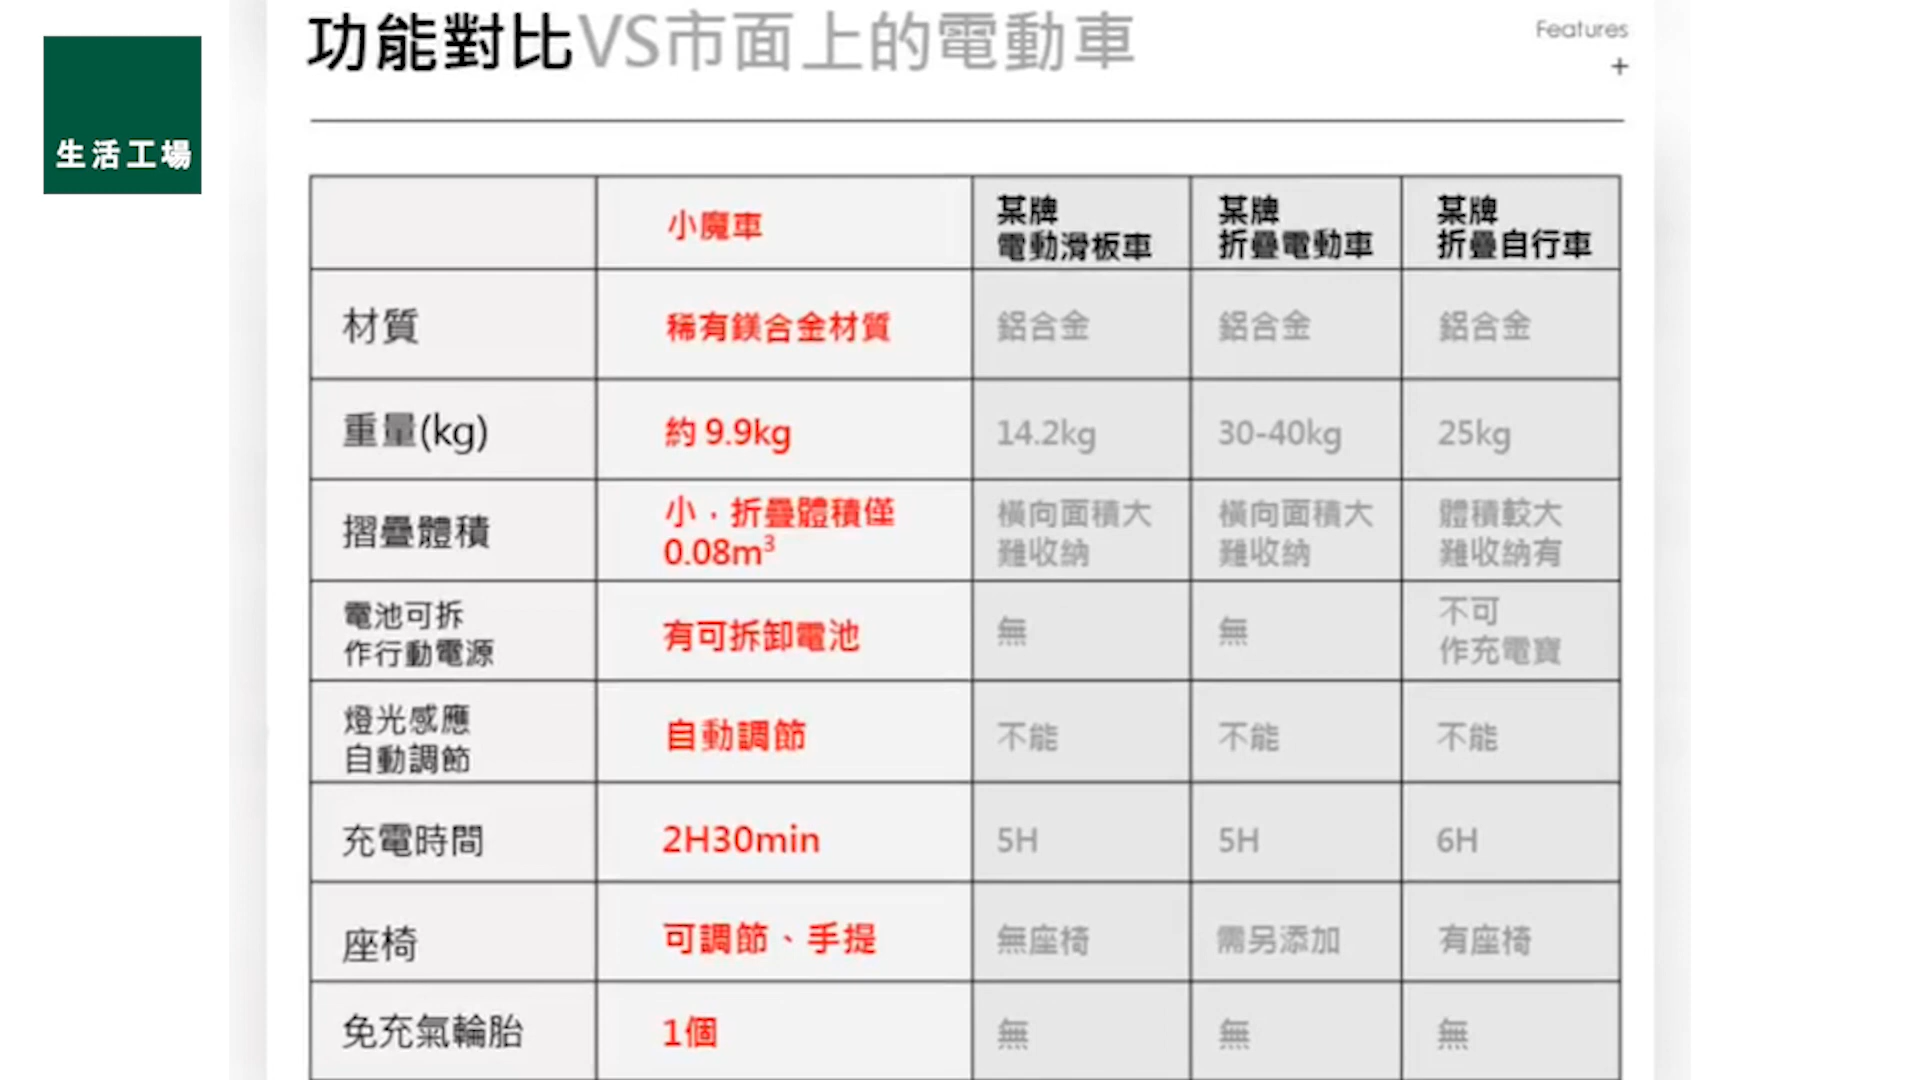 功能對比VS市面上的電動車
Features
+
生活工場
小魔車
某牌
電動滑板車
某牌
折疊電動車
某牌
折疊自行車
材質
稀有鎂合金材質
鋁合金
鋁合金
鋁合金
重量(kg)
約 9.9kg
14.2kg
30-40kg
25kg
摺疊體積
小，折疊體積僅
0.08m³
橫向面積大
難收納
橫向面積大
難收納
體積較大
難收納有
電池可拆
作行動電源
有可拆卸電池
無
無
不可
作充電寶
燈光感應
自動調節
自動調節
不能
不能
不能
充電時間
2H30min
5H
5H
6H
座椅
可調節、手提
無座椅
需另添加
有座椅
免充氣輪胎
1個
無
無
無